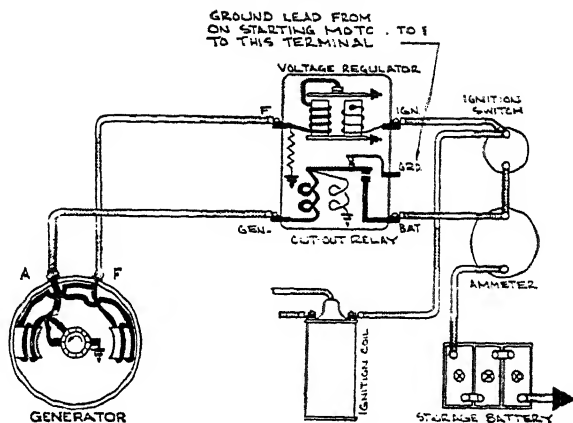 GROUND LEAD FROM
ON STARTING . TO
TO THIS TERMINAL
VOLTAGE REGULATOR
F
IGN.
IGNITION
SWITCH
GRD.
GEN.
BAT
CUT-OUT RELAY
A F
AMMETER
IGNITION COIL
GENERATOR
STORAGE BATTERY